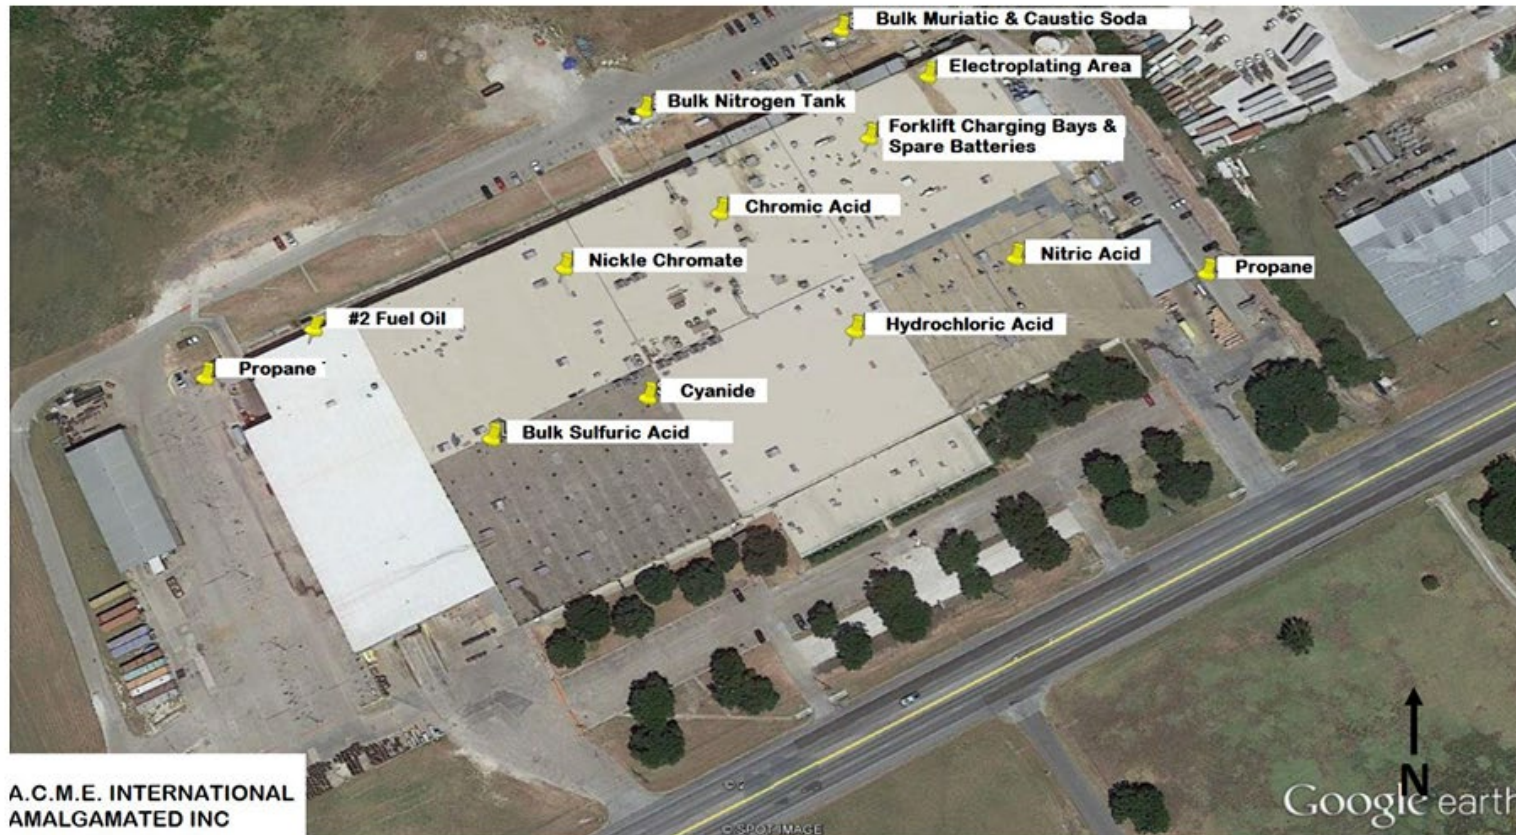 Bulk Muriatic & Caustic Soda
Electroplating Area
Bulk Nitrogen Tank
Forklift Charging Bays &
Spare Batteries
Chromic Acid
Nitric Acid
Nickle Chromate
Propane
#2 Fuel Oil
Hydrochloric Acid
Propane
Cyanide
Bulk Sulfuric Acid
N
A.C.M.E. INTERNATIONAL
AMALGAMATED INC
Google earth
© SPOT IMAGE